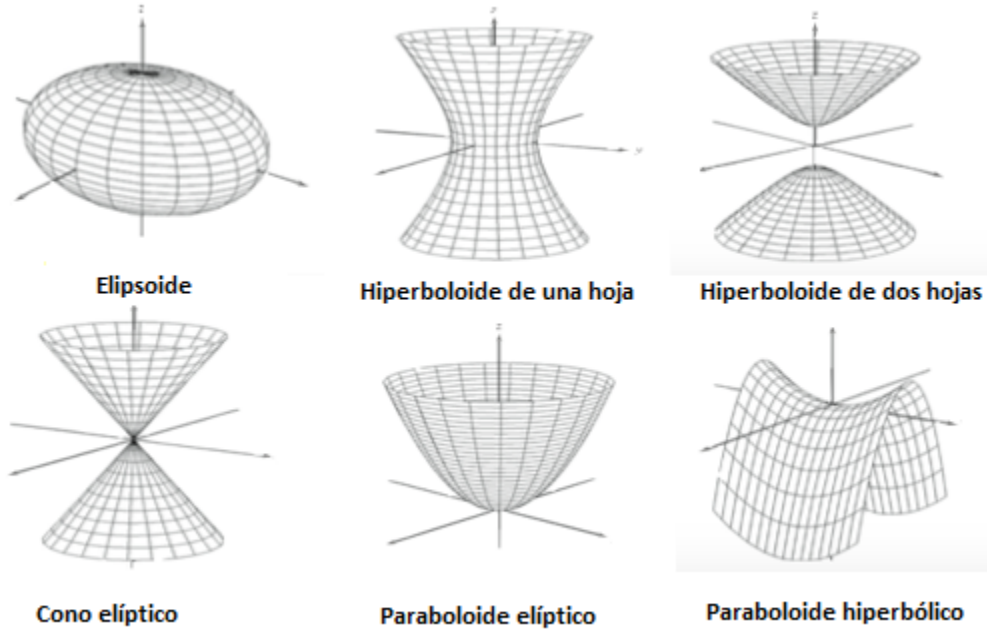 z
z
y
z
Elipsoide
Hiperboloide de una hoja
Hiperboloide de dos hojas
z
Cono elíptico
Paraboloide elíptico
Paraboloide hiperbólico